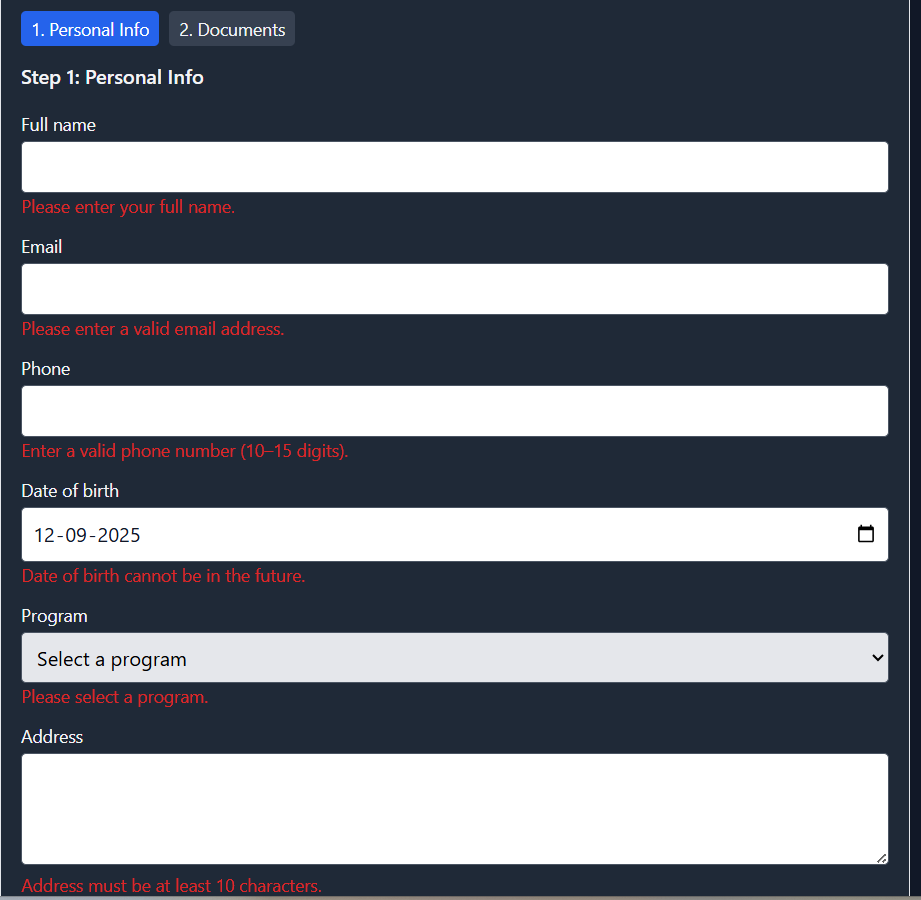 1. Personal Info 2. Documents
Step 1: Personal Info
Full name
Please enter your full name.
Email
Please enter a valid email address.
Phone
Enter a valid phone number (10–15 digits).
Date of birth
12-09-2025
Date of birth cannot be in the future.
Program
Select a program
Please select a program.
Address
Address must be at least 10 characters.